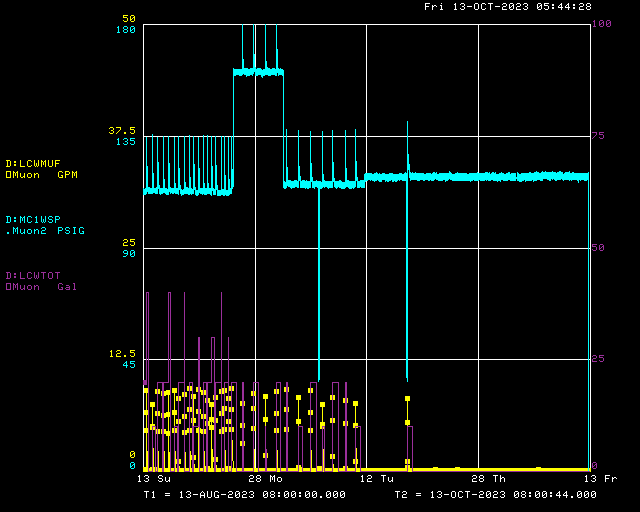 Fri 13-OCT-2023 05:44:28
50
180
100
37.5
135
75
D:LCWMUF
Muon GPM
D:MC1WSP
.Muon2 PSIG
25
90
50
D:LCWTOT
Muon Gal
12.5
45
25
0
0
0
13 Su 28 Mo 12 Tu 28 Th 13 Fr
T1 = 13-AUG-2023 08:00:00.000 T2 = 13-OCT-2023 08:00:44.000